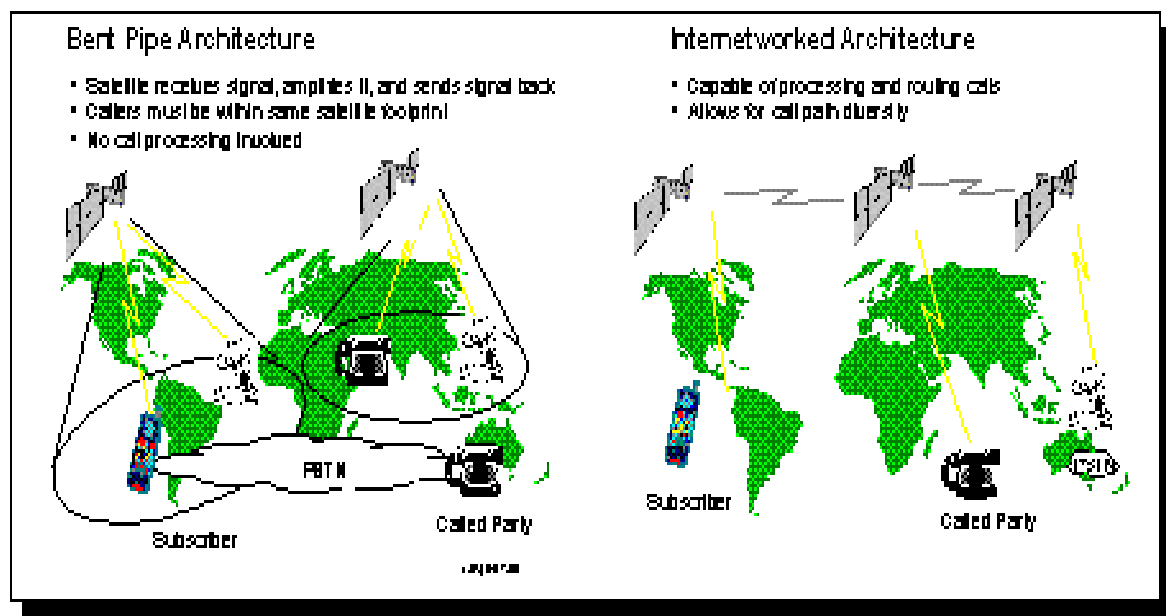 Bent Pipe Architecture
• Satellite receives signal, amplifies it, and sends signal back
• Callers must be within same satellite footprint
• No call processing involved
PSTN
Subscriber
Called Party
Internetworked Architecture
• Capable of processing and routing calls
• Allows for call path diversity
Subscriber
Called Party
PSTN